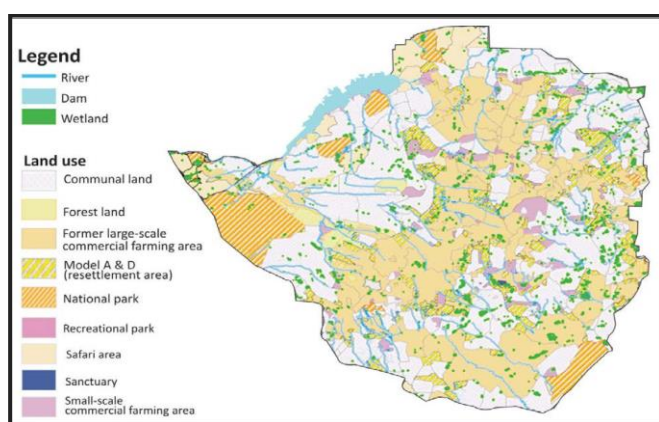 Legend
River
Dam
Wetland
Land use
Communal land
Forest land
Former large-scale
commercial farming area
Model A & D
(resettlement area)
National park
Recreational park
Safari area
Sanctuary
Small-scale
commercial farming area